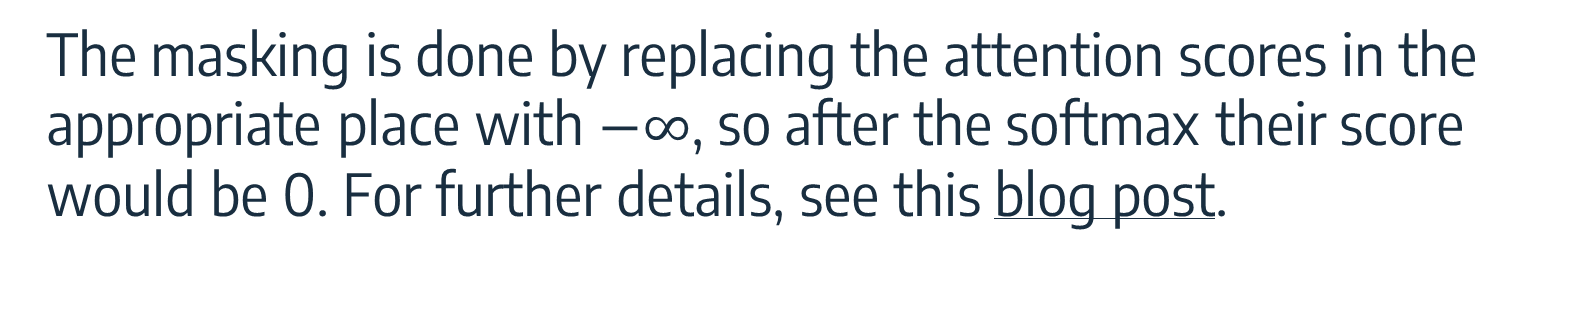 The masking is done by replacing the attention scores in the
appropriate place with −∞, so after the softmax their score
would be 0. For further details, see this blog post.